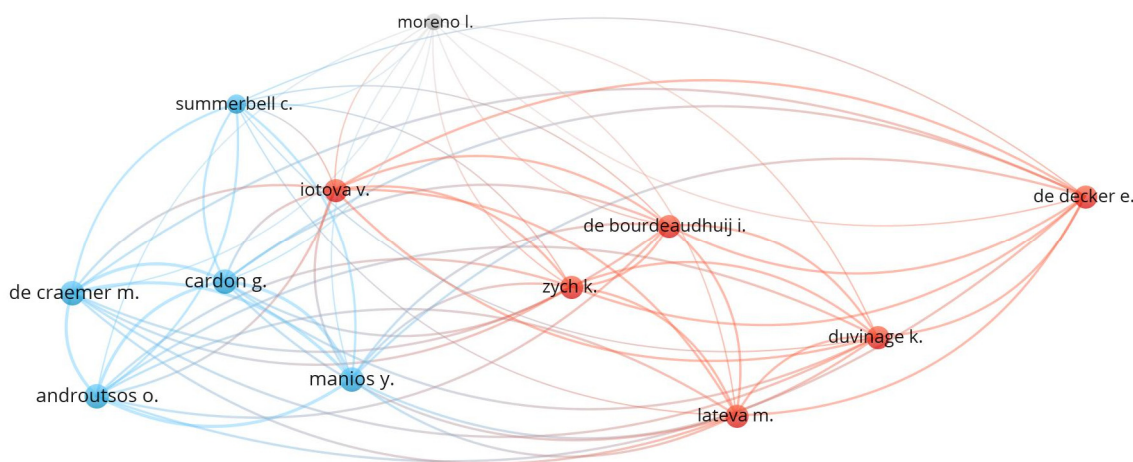 moreno l.
summerbell c.
iotova v.
de decker e.
de bourdeaudhuij i.
cardon g.
zych k.
de craemer m.
duvinage k.
manios y.
androutsos o.
lateva m.